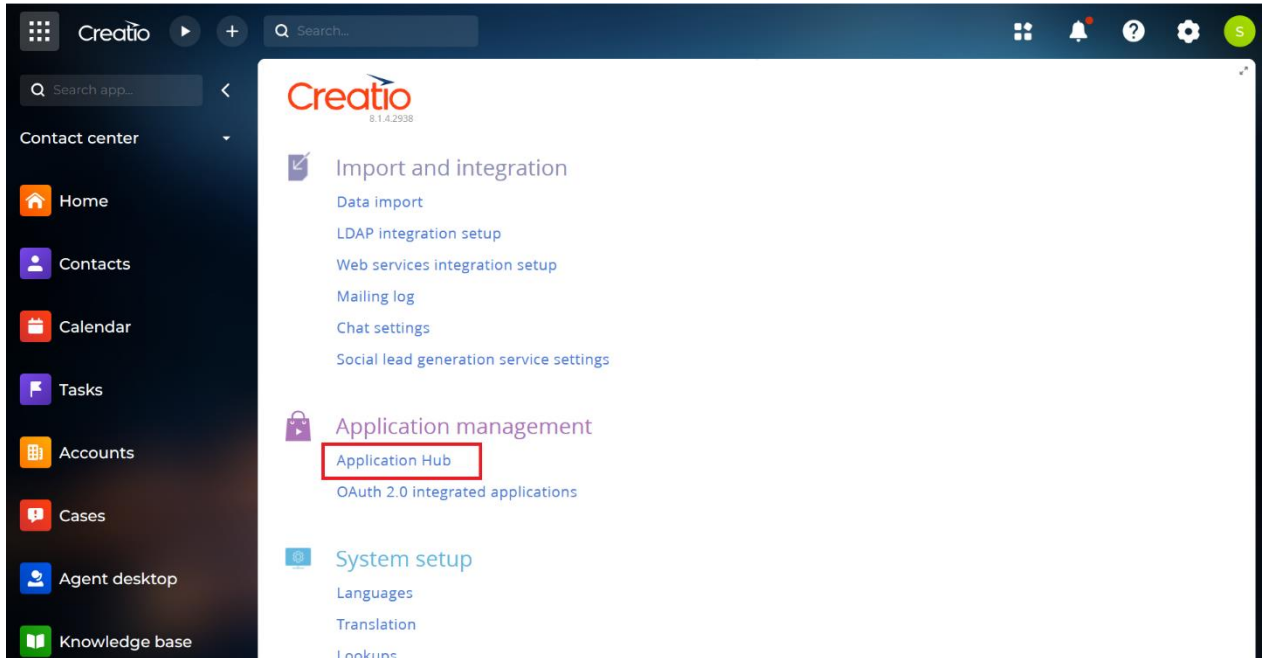 Creatio
Search...
S
Search app...
Contact center
Home
Contacts
Calendar
Tasks
Accounts
Cases
Agent desktop
Knowledge base
Creatio
8.1.4.2938
Import and integration
Data import
LDAP integration setup
Web services integration setup
Mailing log
Chat settings
Social lead generation service settings
Application management
Application Hub
OAuth 2.0 integrated applications
System setup
Languages
Translation
Lookups